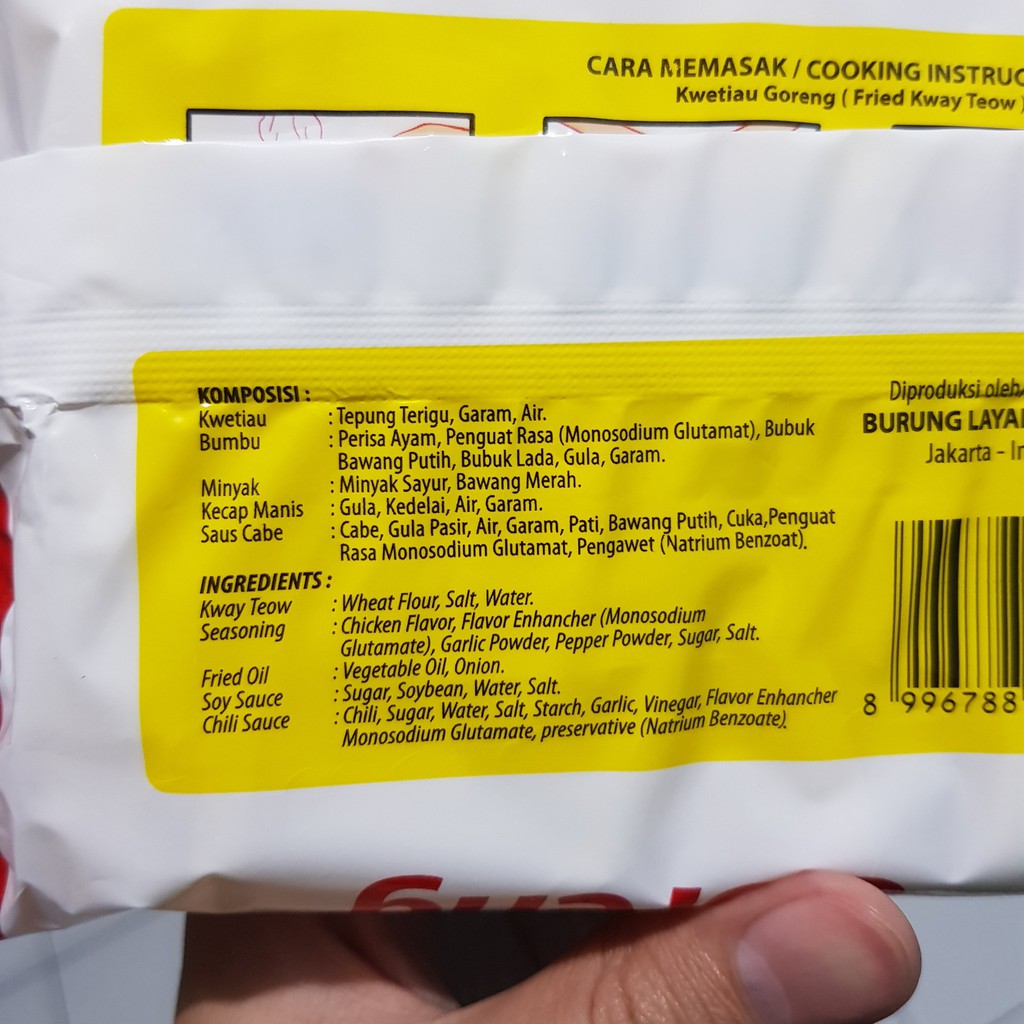 CARA MEMASAK / COOKING INSTRUC
Kwetiau Goreng ( Fried Kway Teow )
KOMPOSISI :
Kwetiau : Tepung Terigu, Garam, Air.
Bumbu : Perisa Ayam, Penguat Rasa (Monosodium Glutamat), Bubuk
Bawang Putih, Bubuk Lada, Gula, Garam.
Minyak : Minyak Sayur, Bawang Merah.
Kecap Manis : Gula, Kedelai, Air, Garam.
Saus Cabe : Cabe, Gula Pasir, Air, Garam, Pati, Bawang Putih, Cuka,Penguat
Rasa Monosodium Glutamat, Pengawet (Natrium Benzoat).
INGREDIENTS :
Kway Teow : Wheat Flour, Salt, Water.
Seasoning : Chicken Flavor, Flavor Enhancher (Monosodium
Glutamate), Garlic Powder, Pepper Powder, Sugar, Salt.
Fried Oil : Vegetable Oil, Onion.
Soy Sauce : Sugar, Soybean, Water, Salt.
Chili Sauce : Chili, Sugar, Water, Salt, Starch, Garlic, Vinegar, Flavor Enhancher
Monosodium Glutamate, preservative (Natrium Benzoate).
Diproduksi oleh
BURUNG LAYA
Jakarta - In
8 996788